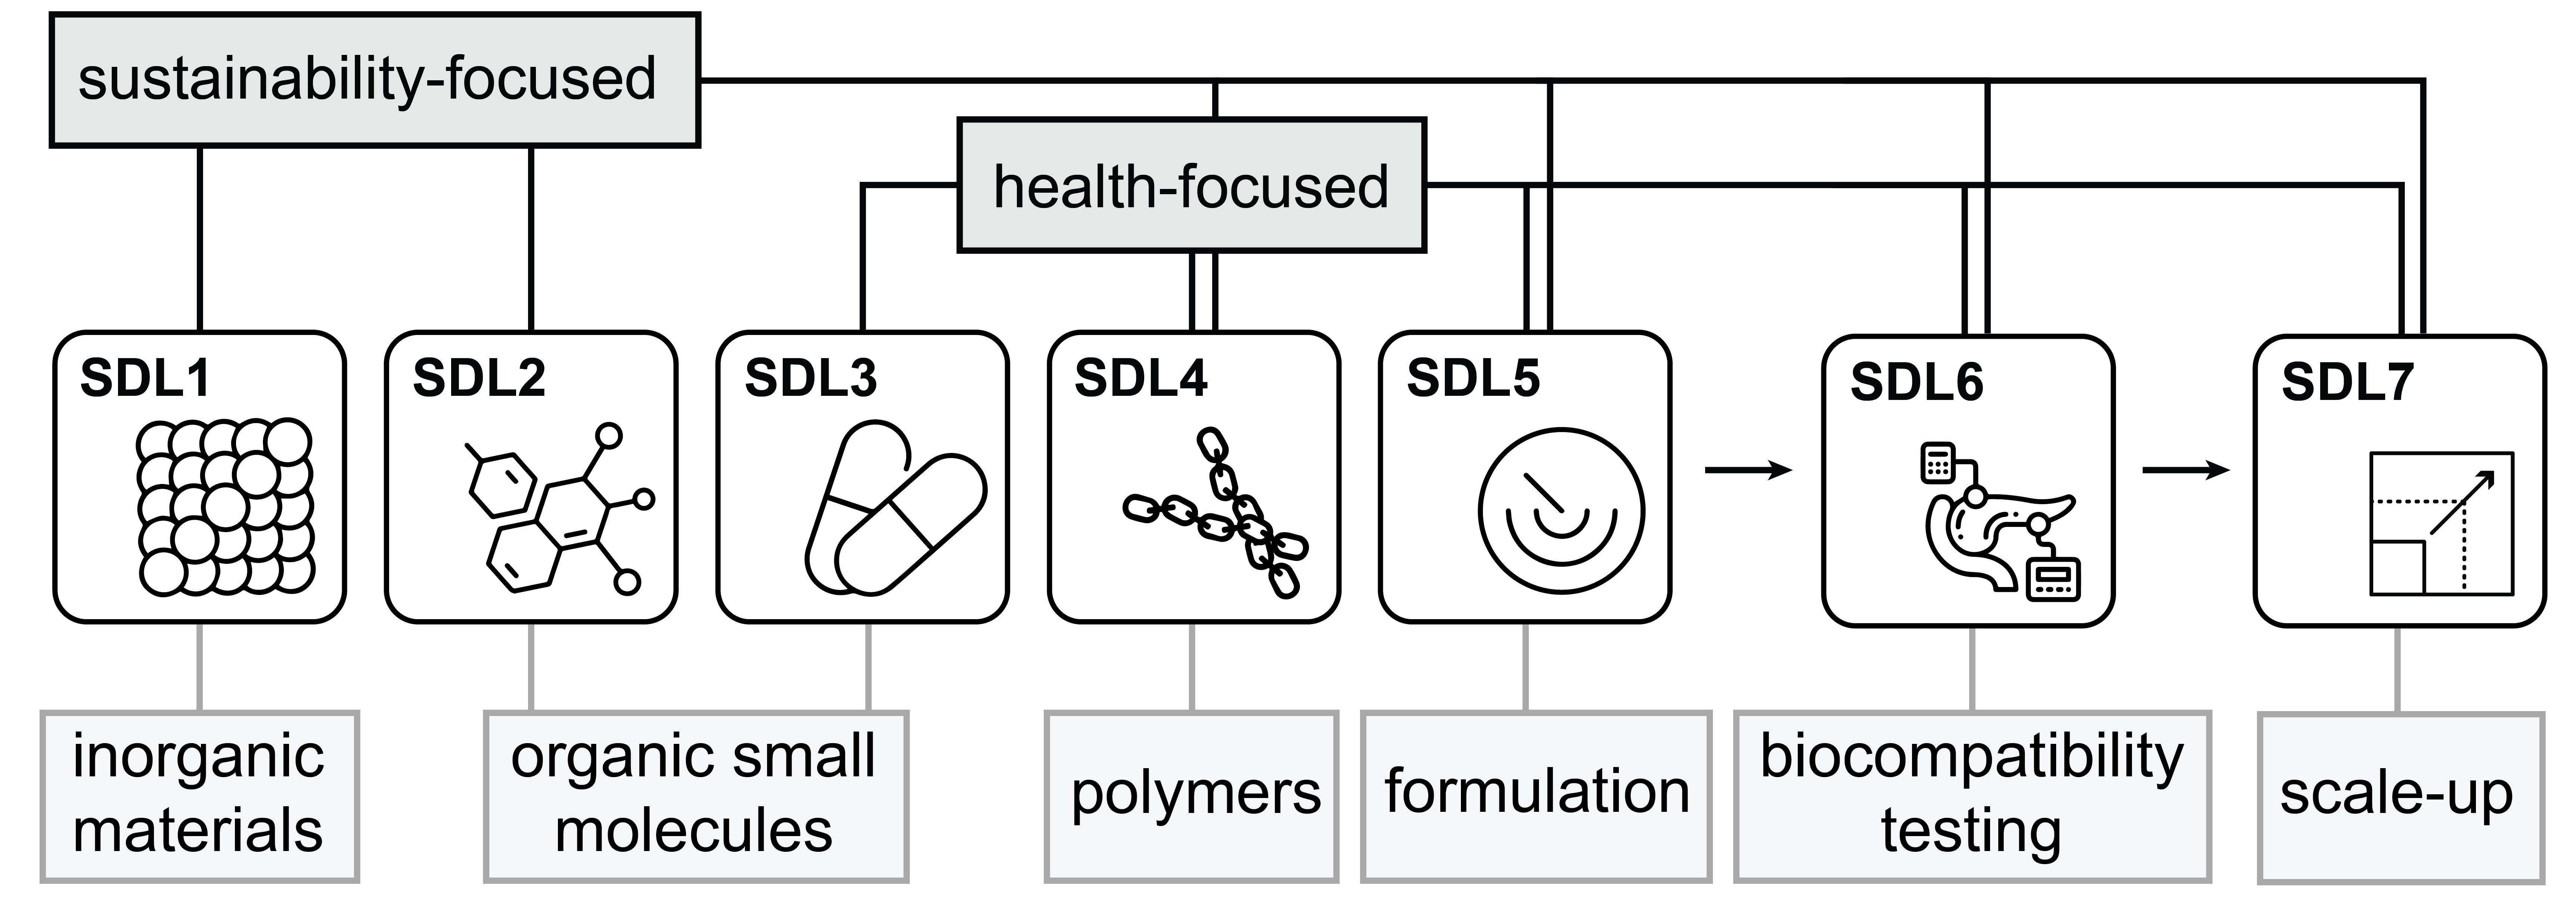 sustainability-focused
health-focused
SDL1
SDL2
SDL3
SDL4
SDL5
SDL6
SDL7
inorganic
materials
organic small
molecules
polymers
formulation
biocompatibility
testing
scale-up